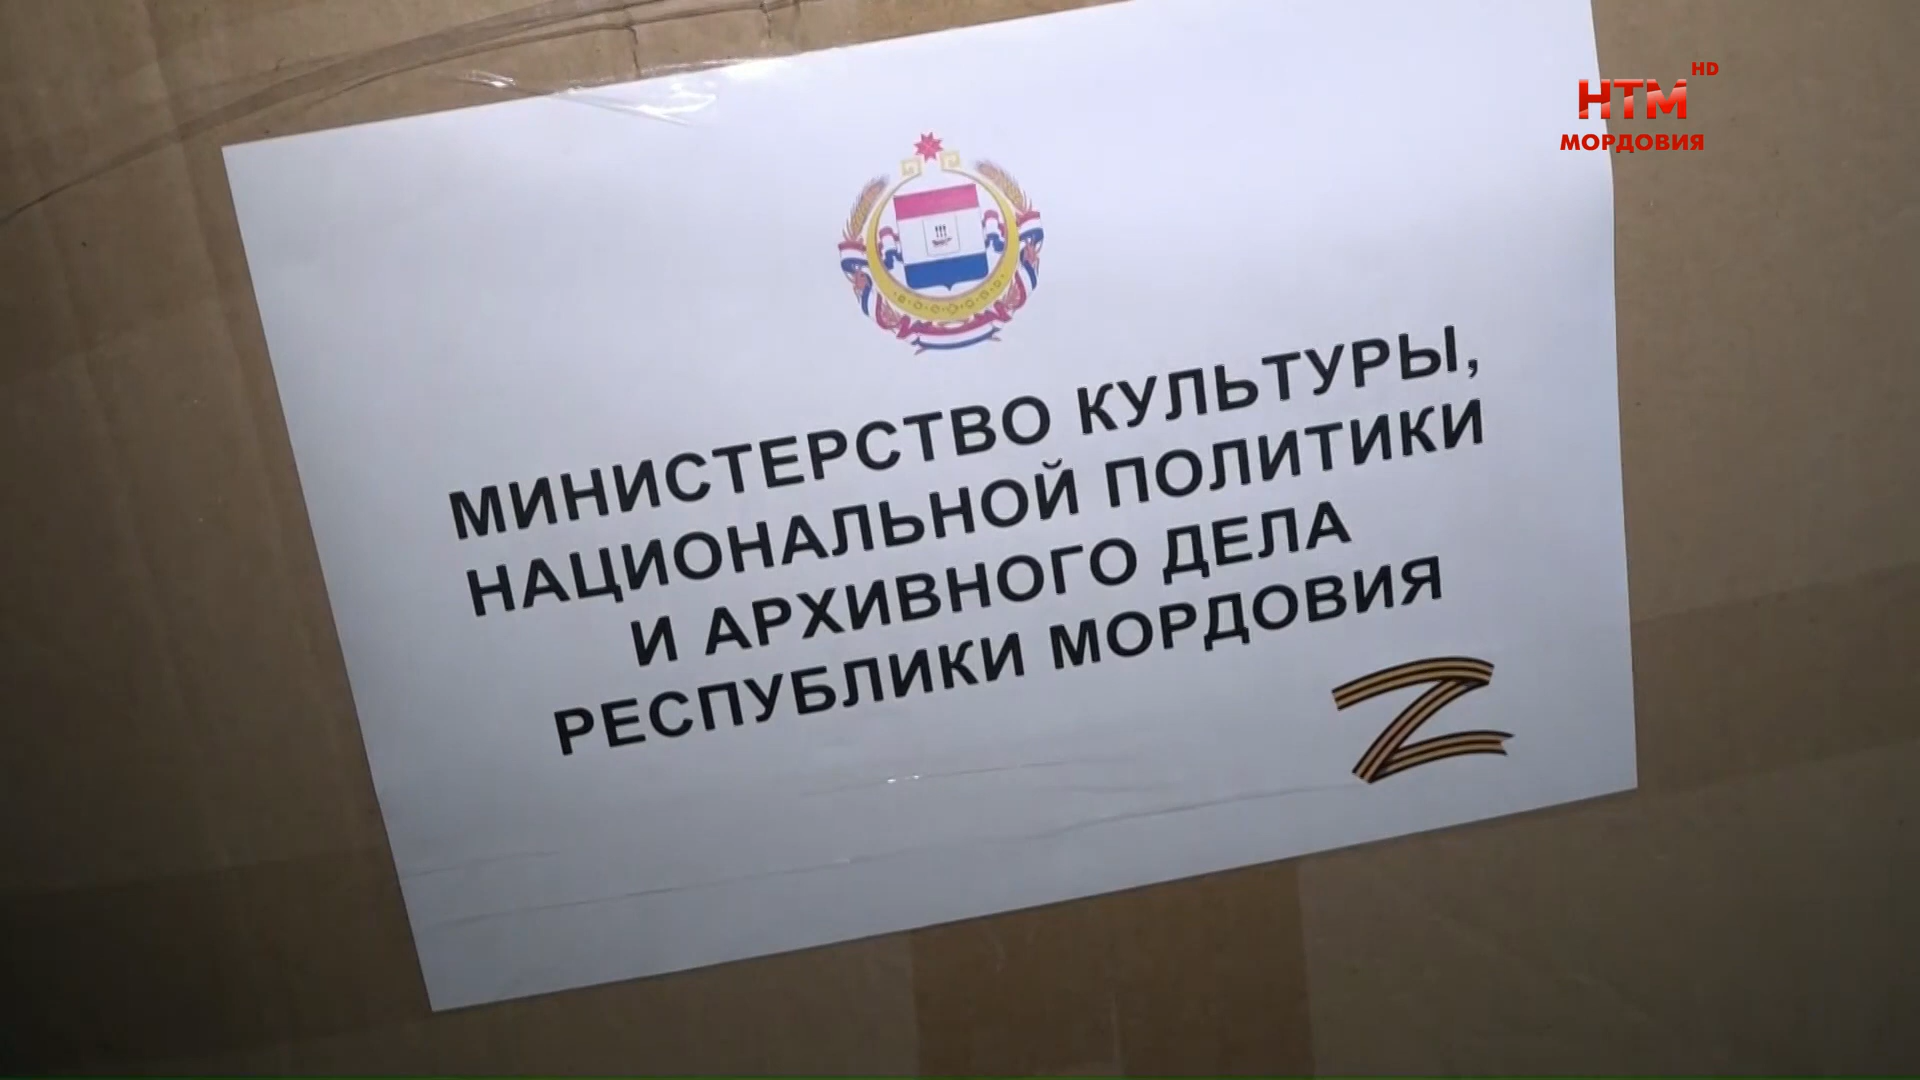 HD
НТМ
МОРДОВИЯ
МИНИСТЕРСТВО КУЛЬТУРЫ,
НАЦИОНАЛЬНОЙ ПОЛИТИКИ
И АРХИВНОГО ДЕЛА
РЕСПУБЛИКИ МОРДОВИЯ
Z